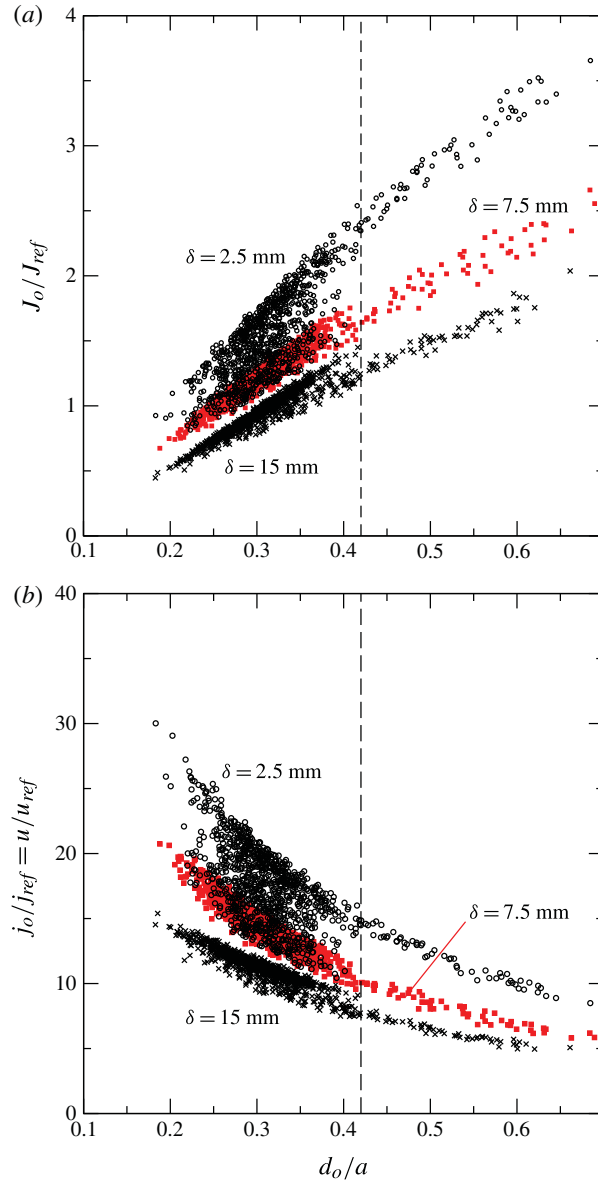 (a)
4
3
2
1
0
J_o/J_ref
δ = 2.5 mm
δ = 7.5 mm
δ = 15 mm
0.1 0.2 0.3 0.4 0.5 0.6
(b)
40
30
20
10
0
j_o/j_ref = u/u_ref
δ = 2.5 mm
δ = 7.5 mm
δ = 15 mm
0.1 0.2 0.3 0.4 0.5 0.6
d_o/a